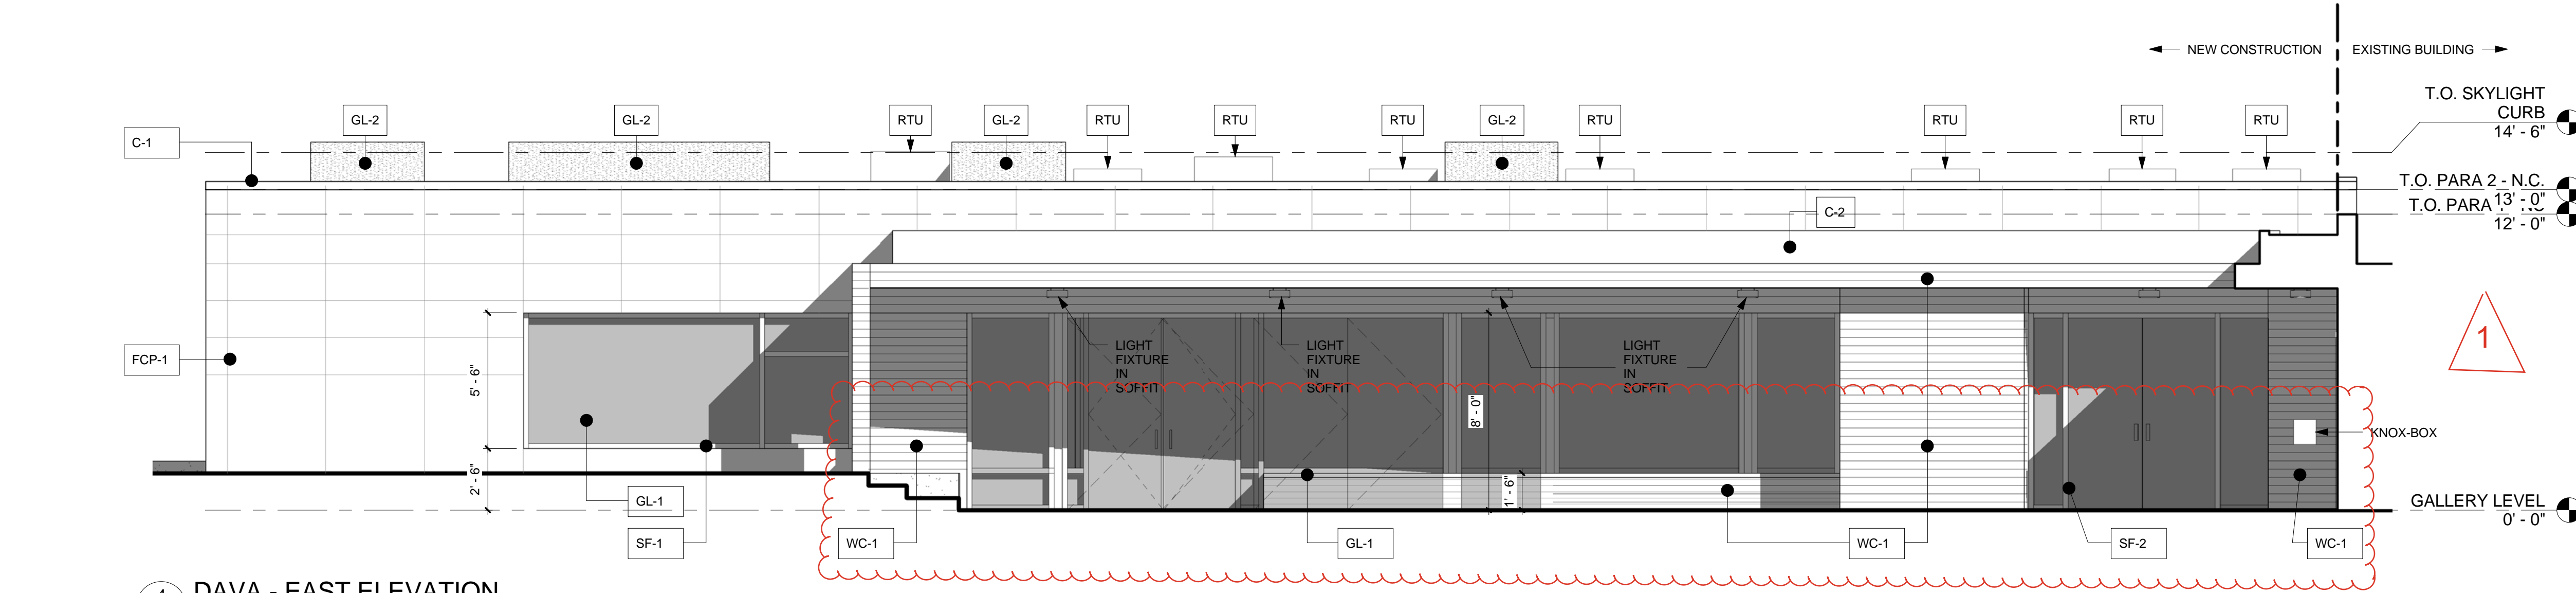 NEW CONSTRUCTION
EXISTING BUILDING
T.O. SKYLIGHT
CURB
14' - 6"
C-1
GL-2
GL-2
RTU
GL-2
RTU
RTU
RTU
GL-2
RTU
RTU
RTU
RTU
T.O. PARA 2 - N.C.
13' - 0"
T.O. PARA
12' - 0"
C-2
FCP-1
5' - 6"
2' - 6"
LIGHT
FIXTURE
IN
SOFFIT
LIGHT
FIXTURE
IN
SOFFIT
LIGHT
FIXTURE
IN
SOFFIT
8' - 0"
1' - 6"
1
KNOX-BOX
GALLERY LEVEL
0' - 0"
GL-1
SF-1
WC-1
GL-1
WC-1
SF-2
WC-1
DAVA - EAST ELEVATION